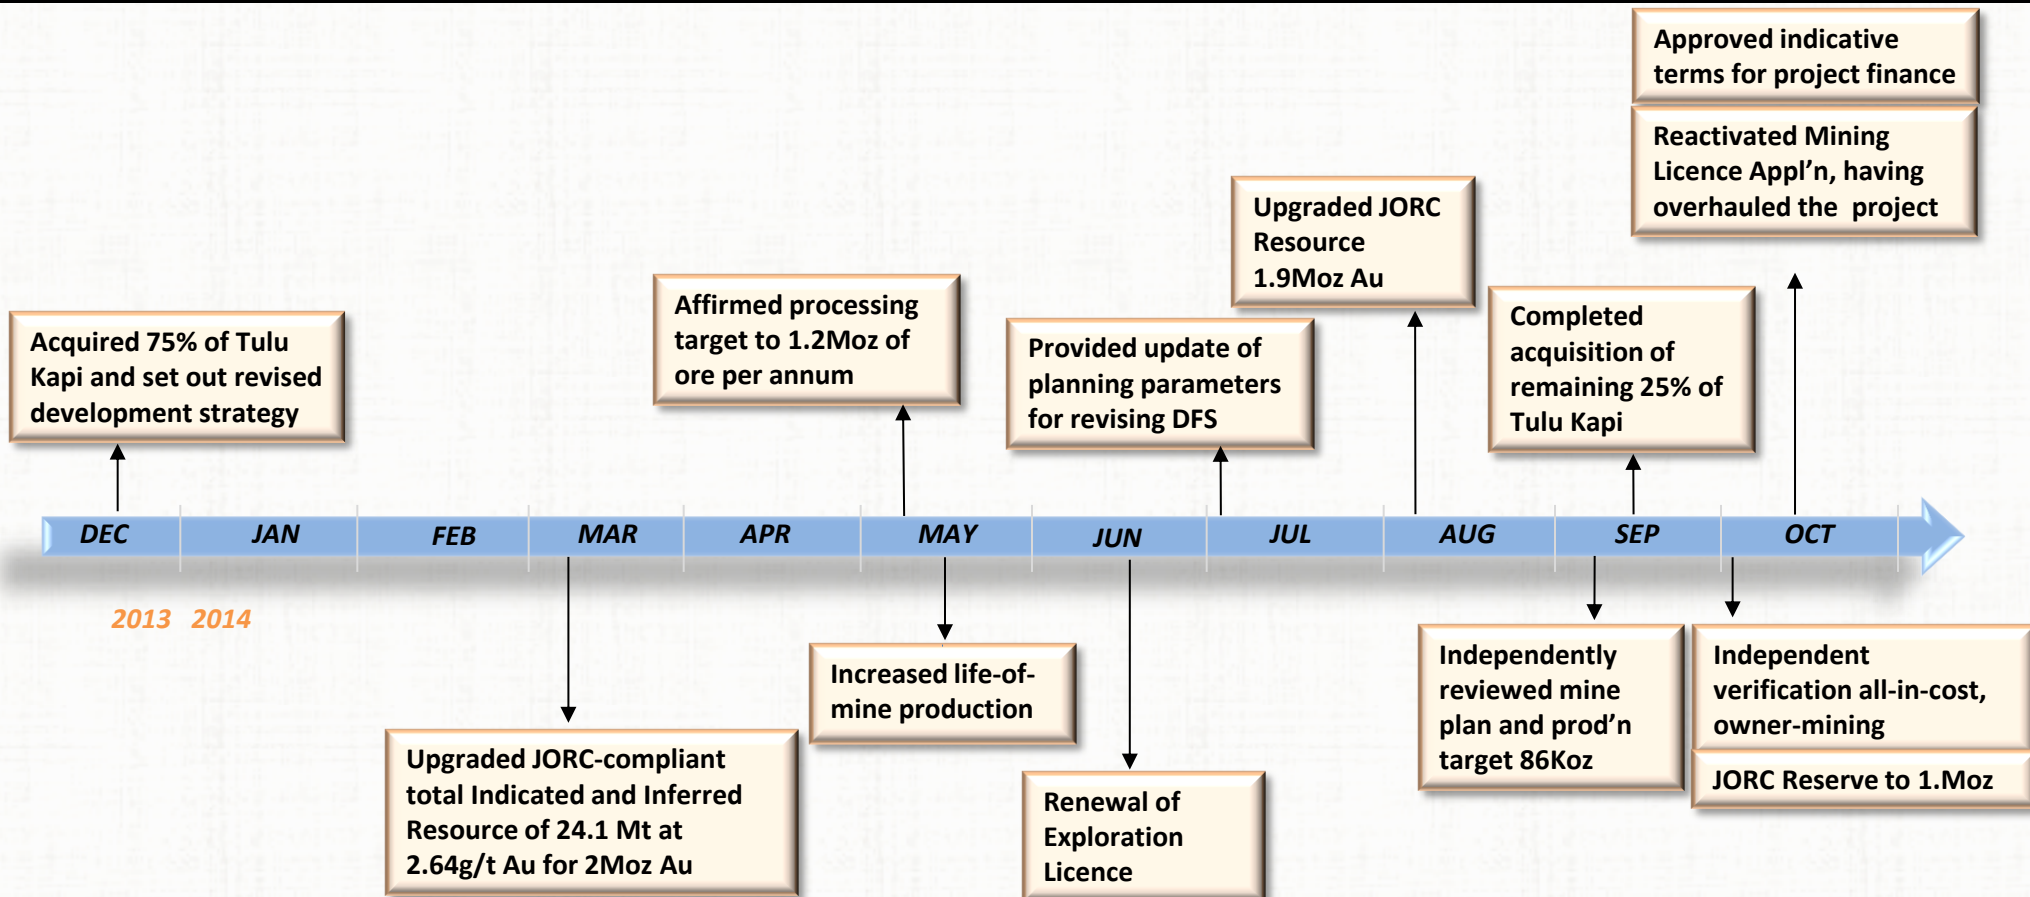 Approved indicative
terms for project finance
Reactivated Mining
Licence Appl’n, having
overhauled the project
Upgraded JORC
Resource
1.9Moz Au
Affirmed processing
target to 1.2Moz of
ore per annum
Completed
acquisition of
remaining 25% of
Tulu Kapi
Acquired 75% of Tulu
Kapi and set out revised
development strategy
Provided update of
planning parameters
for revising DFS
DEC JAN FEB MAR APR MAY JUN JUL AUG SEP OCT
2013 2014
Increased life-of-
mine production
Independently
reviewed mine
plan and prod’n
target 86Koz
Independent
verification all-in-cost,
owner-mining
JORC Reserve to 1.Moz
Upgraded JORC-compliant
total Indicated and Inferred
Resource of 24.1 Mt at
2.64g/t Au for 2Moz Au
Renewal of
Exploration
Licence